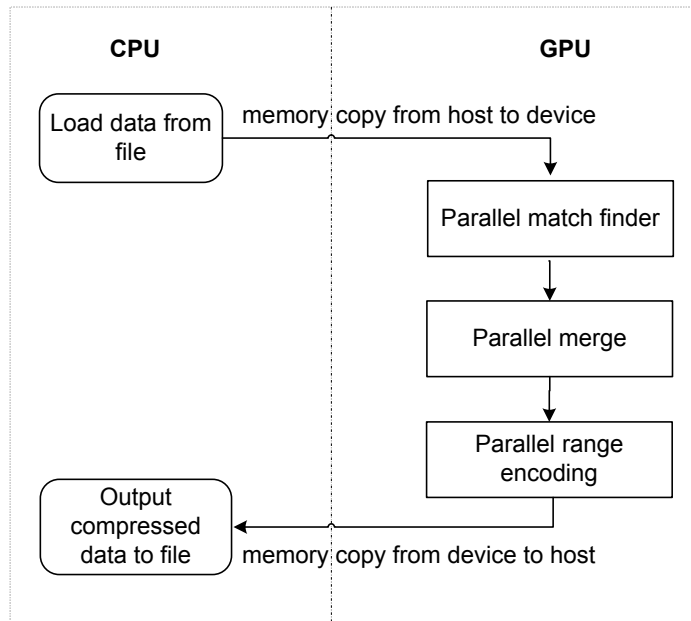 CPU
GPU
Load data from
file
memory copy from host to device
Parallel match finder
Parallel merge
Parallel range
encoding
Output
compressed
data to file
memory copy from device to host